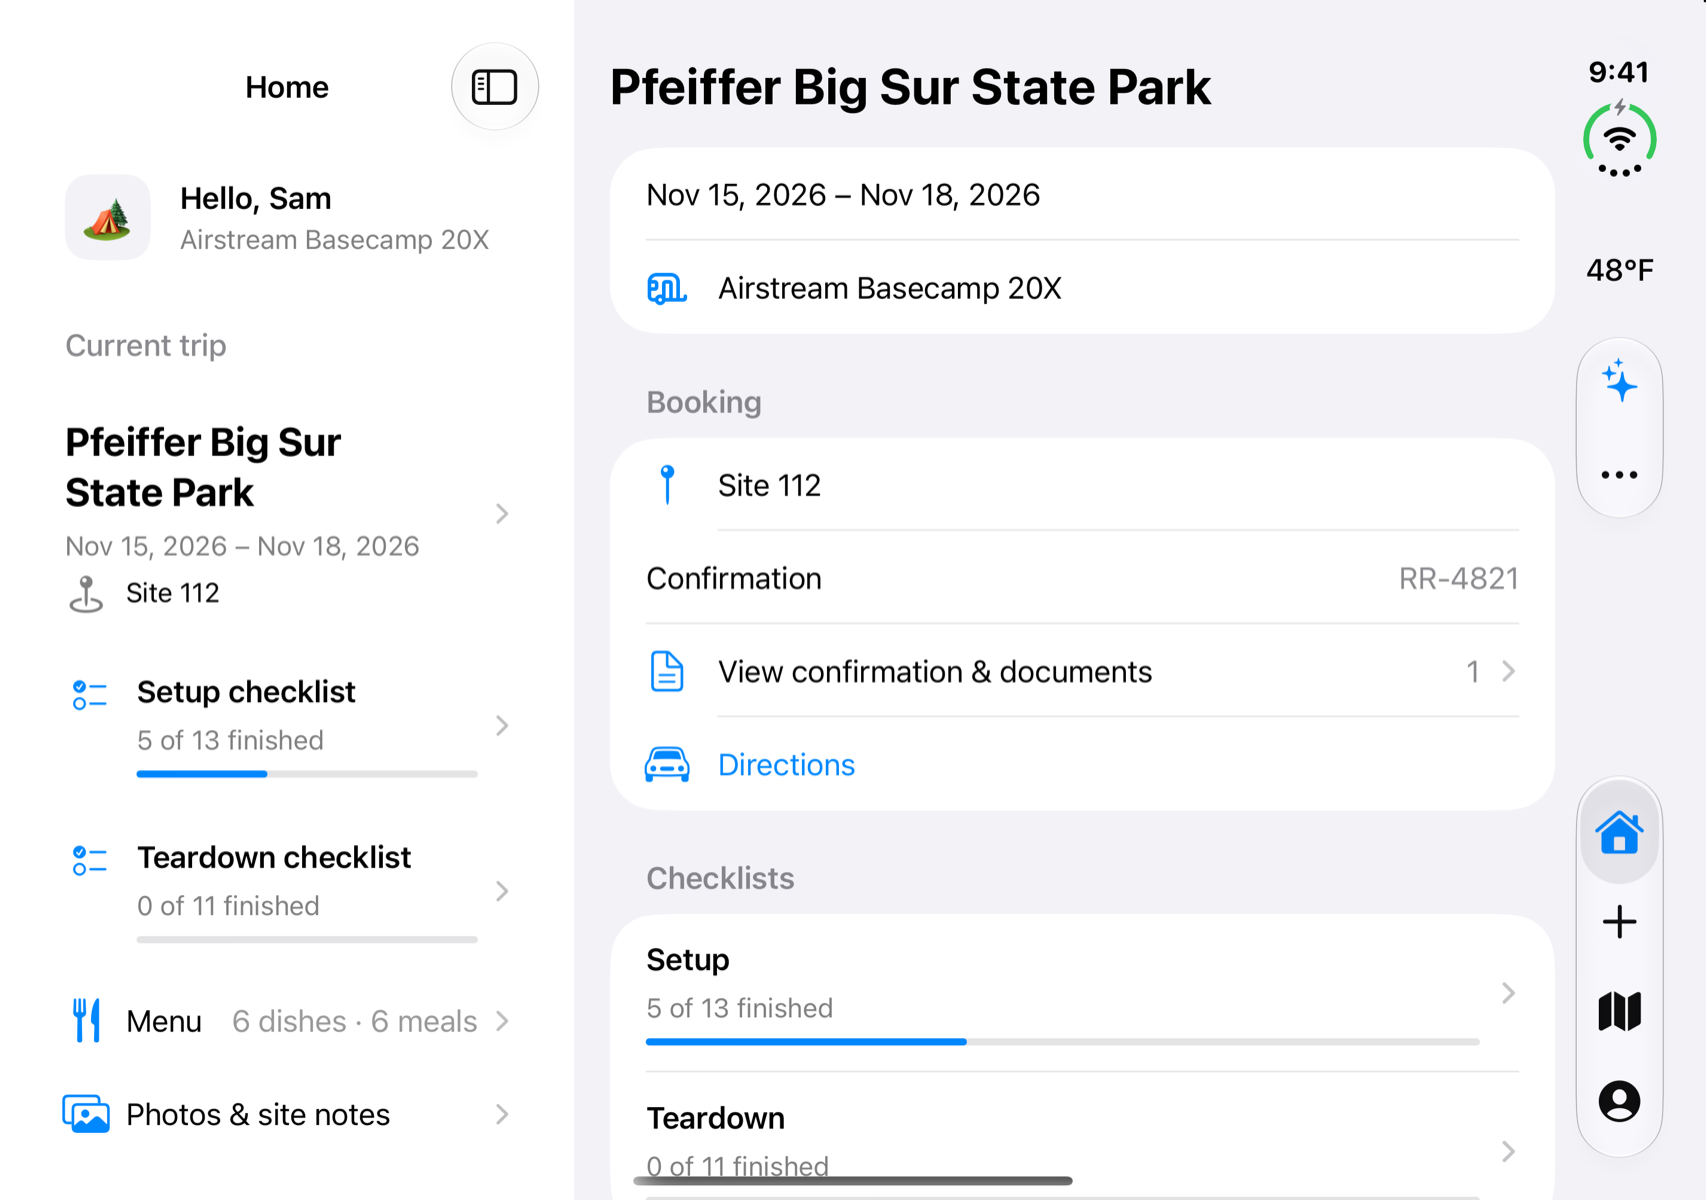 Home
Hello, Sam
Airstream Basecamp 20X
Current trip
Pfeiffer Big Sur
State Park
Nov 15, 2026 – Nov 18, 2026
Site 112
Setup checklist
5 of 13 finished
Teardown checklist
0 of 11 finished
Menu 6 dishes · 6 meals
Photos & site notes
Pfeiffer Big Sur State Park
Nov 15, 2026 – Nov 18, 2026
Airstream Basecamp 20X
Booking
Site 112
Confirmation RR-4821
View confirmation & documents 1
Directions
Checklists
Setup
5 of 13 finished
Teardown
0 of 11 finished
9:41
48°F